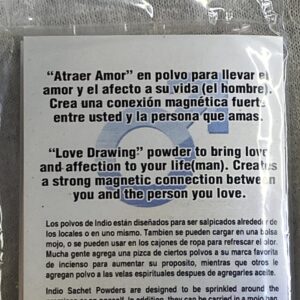 “Atraer Amor” en polvo para llevar el
amor y el afecto a su vida (el hombre).
Crea una conexión magnética fuerte
entre usted y la persona que amas.
“Love Drawing” powder to bring love
and affection to your life(man). Creates
a strong magnetic connection between
you and the person you love.
Los polvos de Indio están diseñados para ser salpicados alrededor de
los locales o en uno mismo. Tambien se pueden cargar en una bolsa
mojo, o se pueden usar en los cajones de ropa para refrescar el olor.
Mucha gente agrega una pizca de ciertos polvos a su marca favorita
de incienso para aumentar su proposito, mientras que otros le
agregan polvo a las velas espirituales despues de agregarles aceite.
Indio Sachet Powders are designed to be sprinkled around the